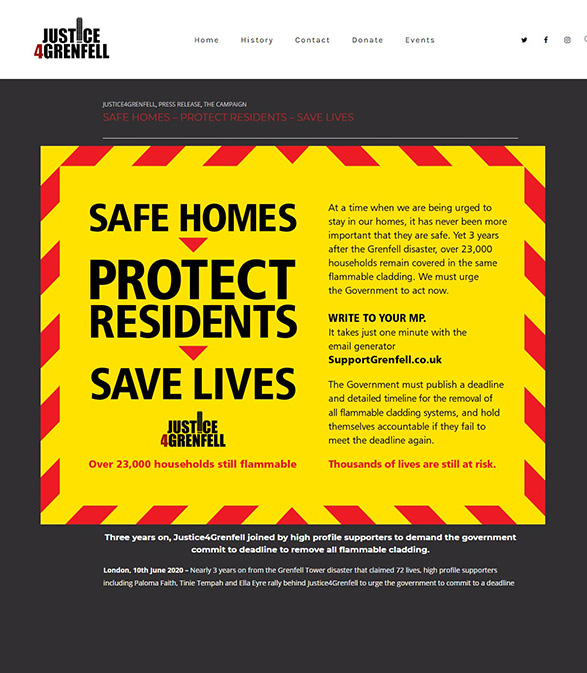 JUSTICE
4GRENFELL
Home History Contact Donate Events
JUSTICE4GRENFELL, PRESS RELEASE, THE CAMPAIGN
SAFE HOMES – PROTECT RESIDENTS – SAVE LIVES
SAFE HOMES
PROTECT
RESIDENTS
SAVE LIVES
JUSTICE
4GRENFELL
Over 23,000 households still flammable
At a time when we are being urged to
stay in our homes, it has never been more
important that they are safe. Yet 3 years
after the Grenfell disaster, over 23,000
households remain covered in the same
flammable cladding. We must urge
the Government to act now.
WRITE TO YOUR MP.
It takes just one minute with the
email generator
SupportGrenfell.co.uk
The Government must publish a deadline
and detailed timeline for the removal of
all flammable cladding systems, and hold
themselves accountable if they fail to
meet the deadline again.
Thousands of lives are still at risk.
Three years on, Justice4Grenfell joined by high profile supporters to demand the government
commit to deadline to remove all flammable cladding.
London, 10th June 2020 – Nearly 3 years on from the Grenfell Tower disaster that claimed 72 lives, high profile supporters
including Paloma Faith, Tinie Tempah and Ella Eyre rally behind Justice4Grenfell to urge the government to commit to a deadline